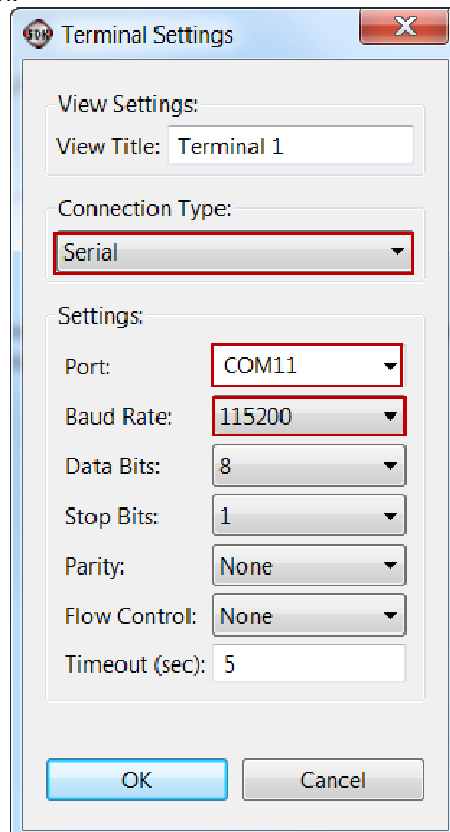 SDK Terminal Settings X
View Settings:
View Title: Terminal 1
Connection Type:
Serial
Settings:
Port: COM11
Baud Rate: 115200
Data Bits: 8
Stop Bits: 1
Parity: None
Flow Control: None
Timeout (sec): 5
OK Cancel